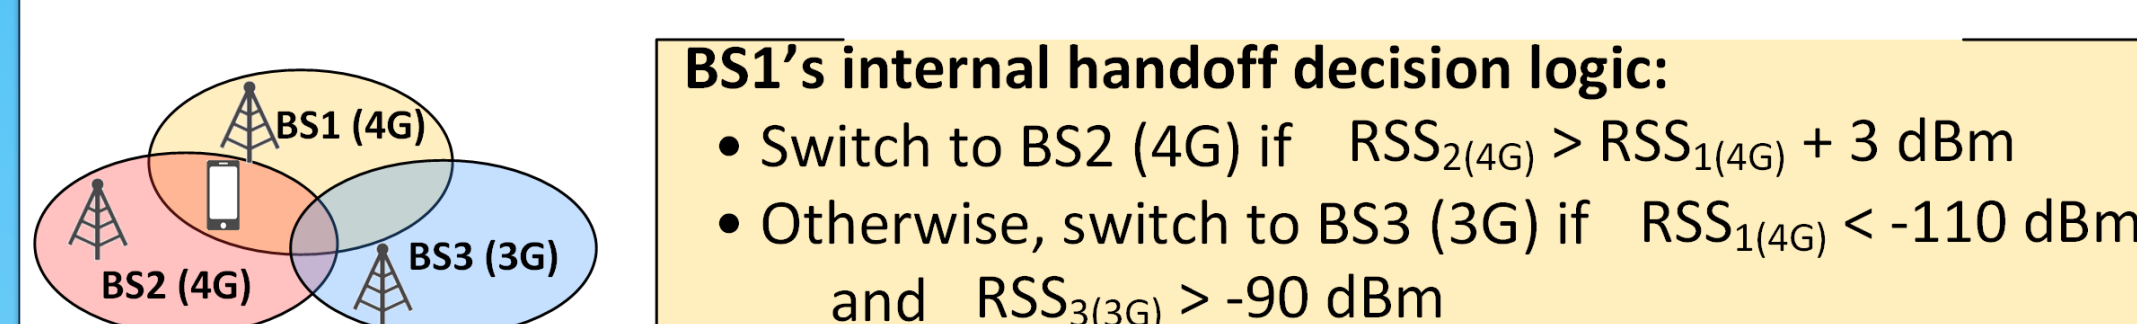 BS1 (4G)
BS2 (4G)
BS3 (3G)
BS1’s internal handoff decision logic:
• Switch to BS2 (4G) if RSS2(4G) > RSS1(4G) + 3 dBm
• Otherwise, switch to BS3 (3G) if RSS1(4G) < -110 dBm
and RSS3(3G) > -90 dBm